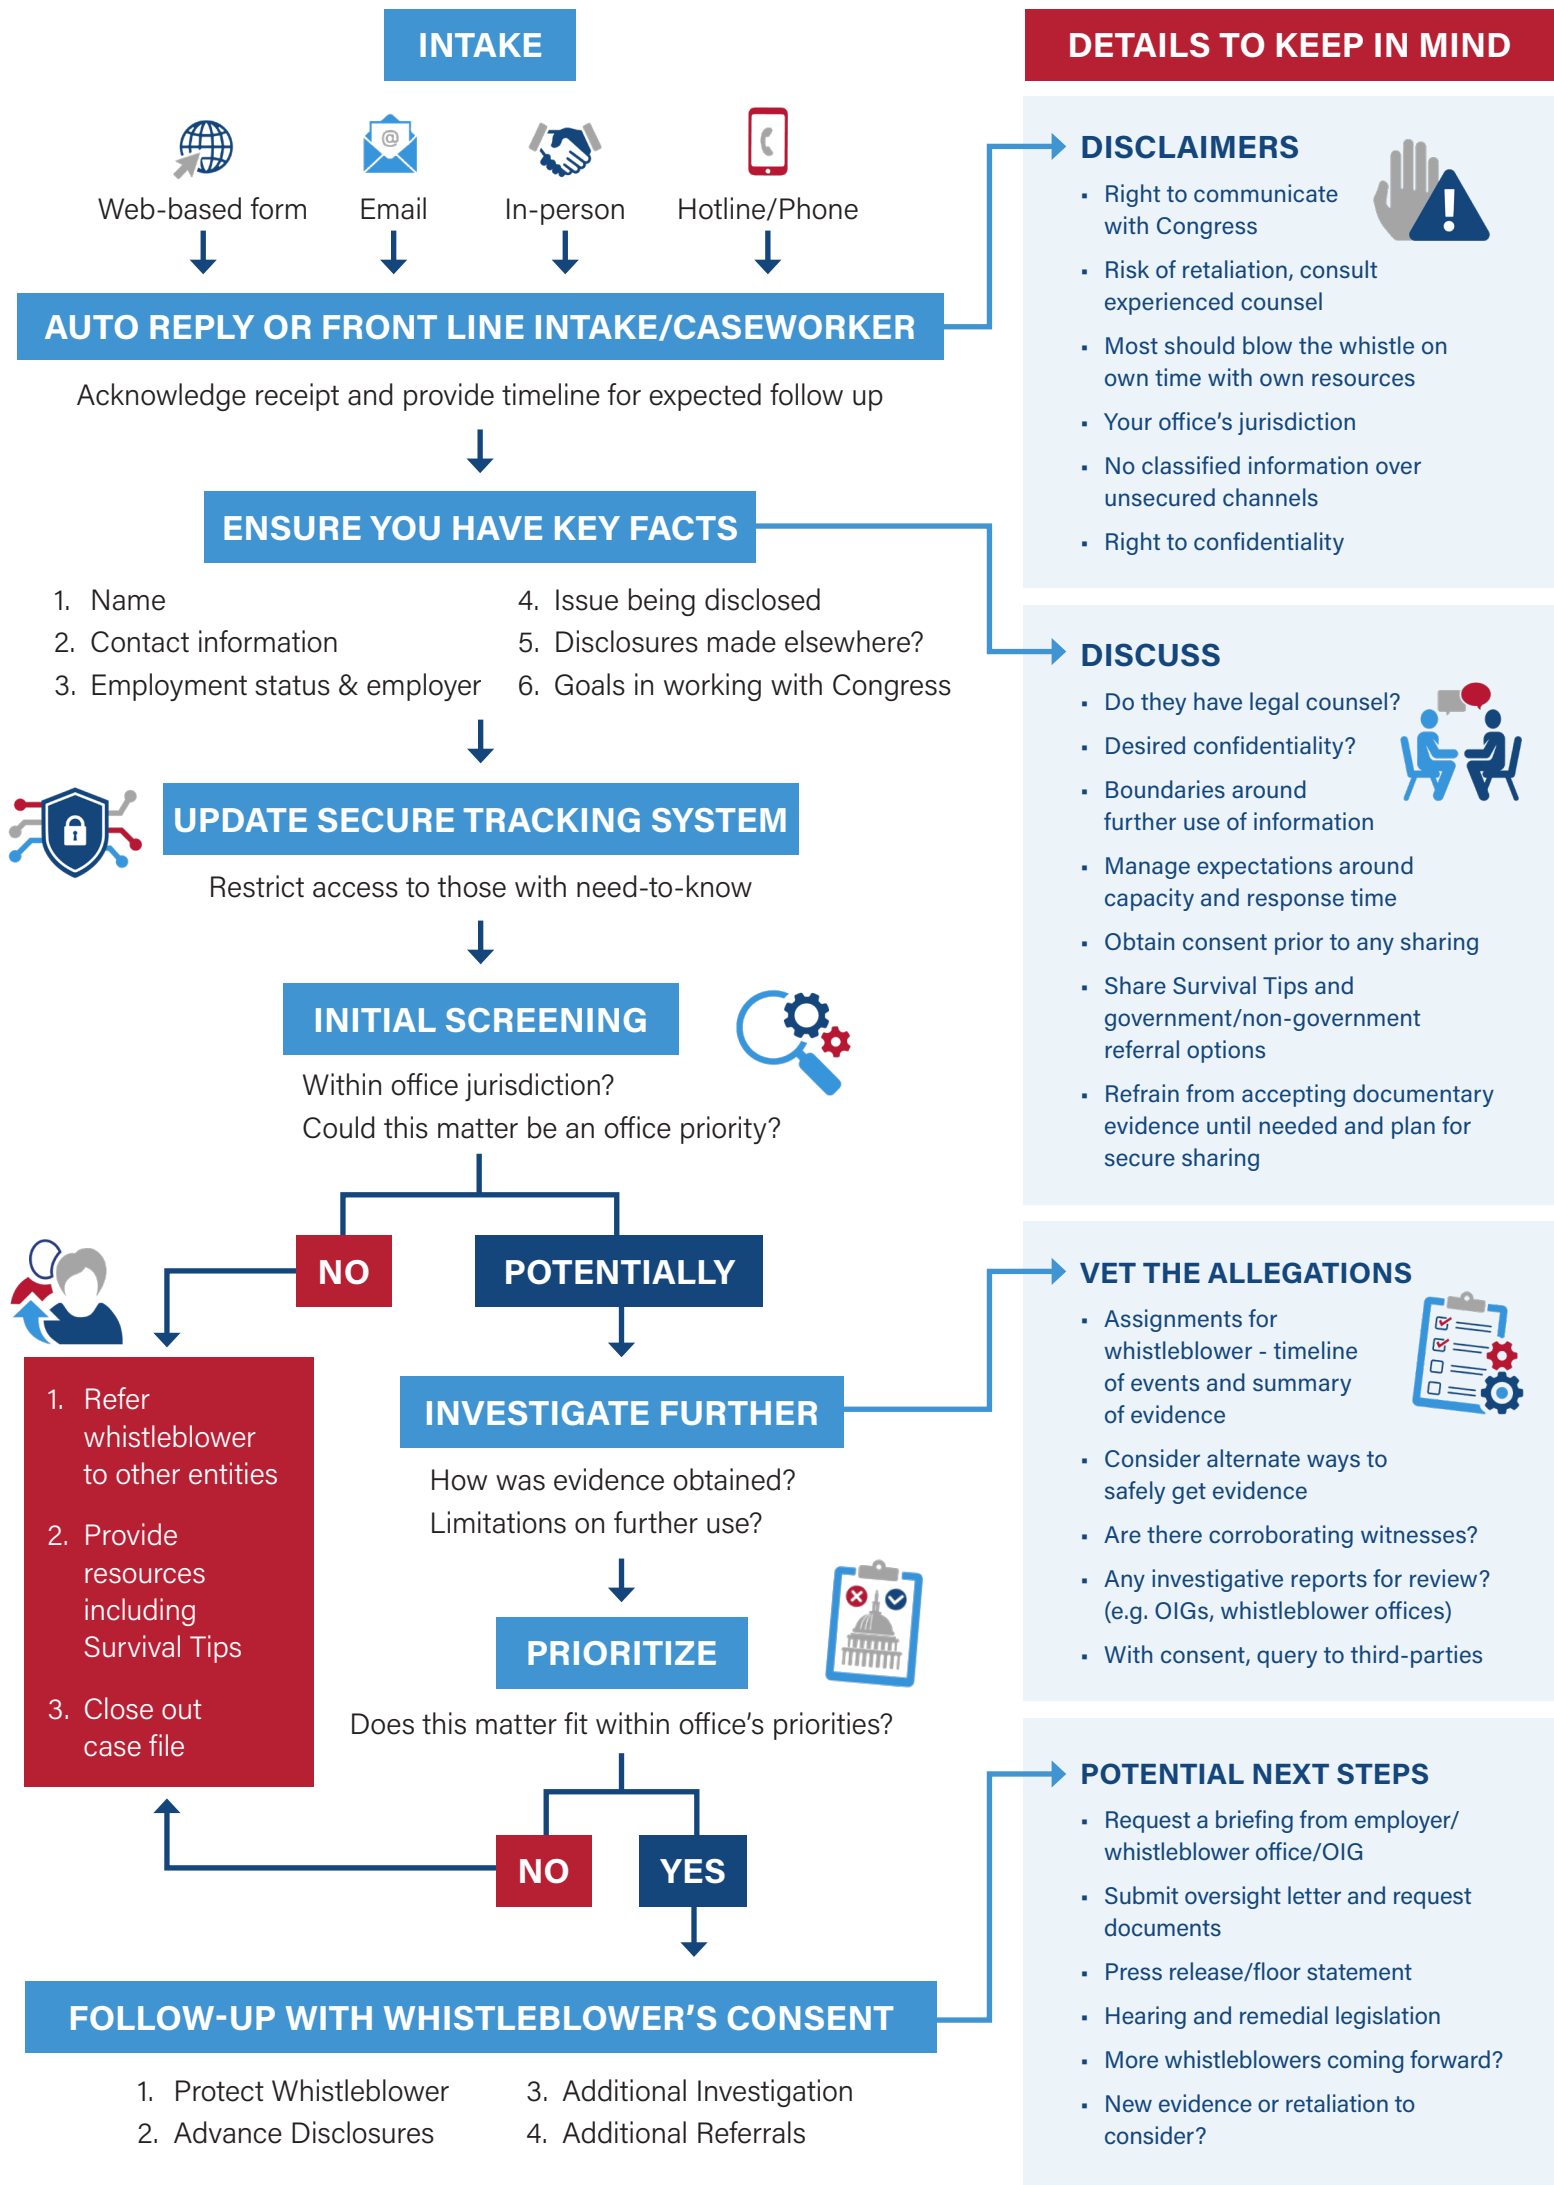 INTAKE
Web-based form
Email
In-person
Hotline/Phone
AUTO REPLY OR FRONT LINE INTAKE/CASEWORKER
Acknowledge receipt and provide timeline for expected follow up
ENSURE YOU HAVE KEY FACTS
1. Name
2. Contact information
3. Employment status & employer
4. Issue being disclosed
5. Disclosures made elsewhere?
6. Goals in working with Congress
UPDATE SECURE TRACKING SYSTEM
Restrict access to those with need-to-know
INITIAL SCREENING
Within office jurisdiction?
Could this matter be an office priority?
NO
POTENTIALLY
1. Refer
whistleblower
to other entities
2. Provide
resources
including
Survival Tips
3. Close out
case file
INVESTIGATE FURTHER
How was evidence obtained?
Limitations on further use?
PRIORITIZE
Does this matter fit within office's priorities?
NO
YES
FOLLOW-UP WITH WHISTLEBLOWER'S CONSENT
1. Protect Whistleblower
2. Advance Disclosures
3. Additional Investigation
4. Additional Referrals
DETAILS TO KEEP IN MIND
DISCLAIMERS
▪ Right to communicate
with Congress
▪ Risk of retaliation, consult
experienced counsel
▪ Most should blow the whistle on
own time with own resources
▪ Your office's jurisdiction
▪ No classified information over
unsecured channels
▪ Right to confidentiality
DISCUSS
▪ Do they have legal counsel?
▪ Desired confidentiality?
▪ Boundaries around
further use of information
▪ Manage expectations around
capacity and response time
▪ Obtain consent prior to any sharing
▪ Share Survival Tips and
government/non-government
referral options
▪ Refrain from accepting documentary
evidence until needed and plan for
secure sharing
VET THE ALLEGATIONS
▪ Assignments for
whistleblower - timeline
of events and summary
of evidence
▪ Consider alternate ways to
safely get evidence
▪ Are there corroborating witnesses?
▪ Any investigative reports for review?
(e.g. OIGs, whistleblower offices)
▪ With consent, query to third-parties
POTENTIAL NEXT STEPS
▪ Request a briefing from employer/
whistleblower office/OIG
▪ Submit oversight letter and request
documents
▪ Press release/floor statement
▪ Hearing and remedial legislation
▪ More whistleblowers coming forward?
▪ New evidence or retaliation to
consider?